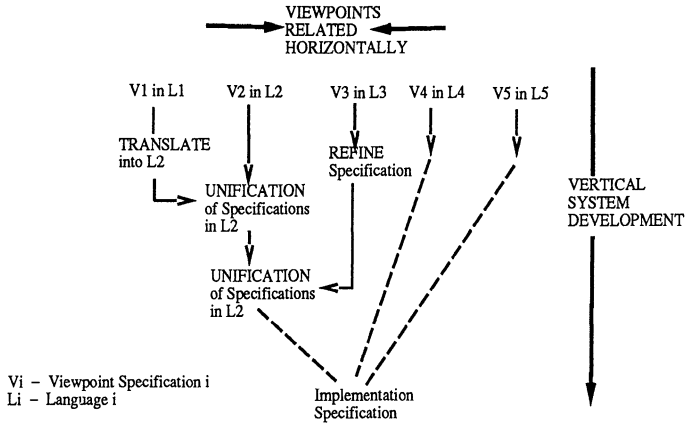 VIEWPOINTS
RELATED
HORIZONTALLY
V1 in L1
V2 in L2
V3 in L3
V4 in L4
V5 in L5
TRANSLATE
into L2
REFINE
Specification
UNIFICATION
of Specifications
in L2
VERTICAL
SYSTEM
DEVELOPMENT
UNIFICATION
of Specifications
in L2
Vi – Viewpoint Specification i
Li – Language i
Implementation
Specification